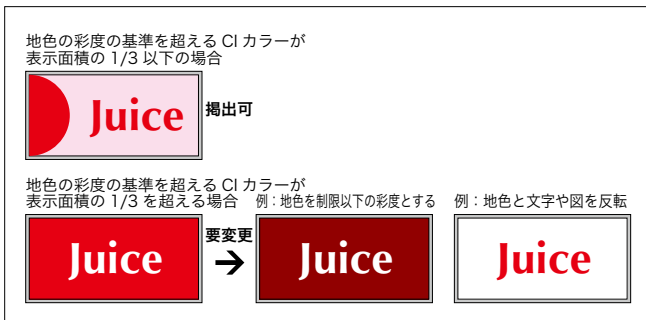 地色の彩度の基準を超える CI カラーが
表示面積の 1/3 以下の場合
Juice
掲出可
地色の彩度の基準を超える CI カラーが
表示面積の 1/3 を超える場合
例：地色を制限以下の彩度とする
例：地色と文字や図を反転
Juice
要変更
→
Juice
Juice